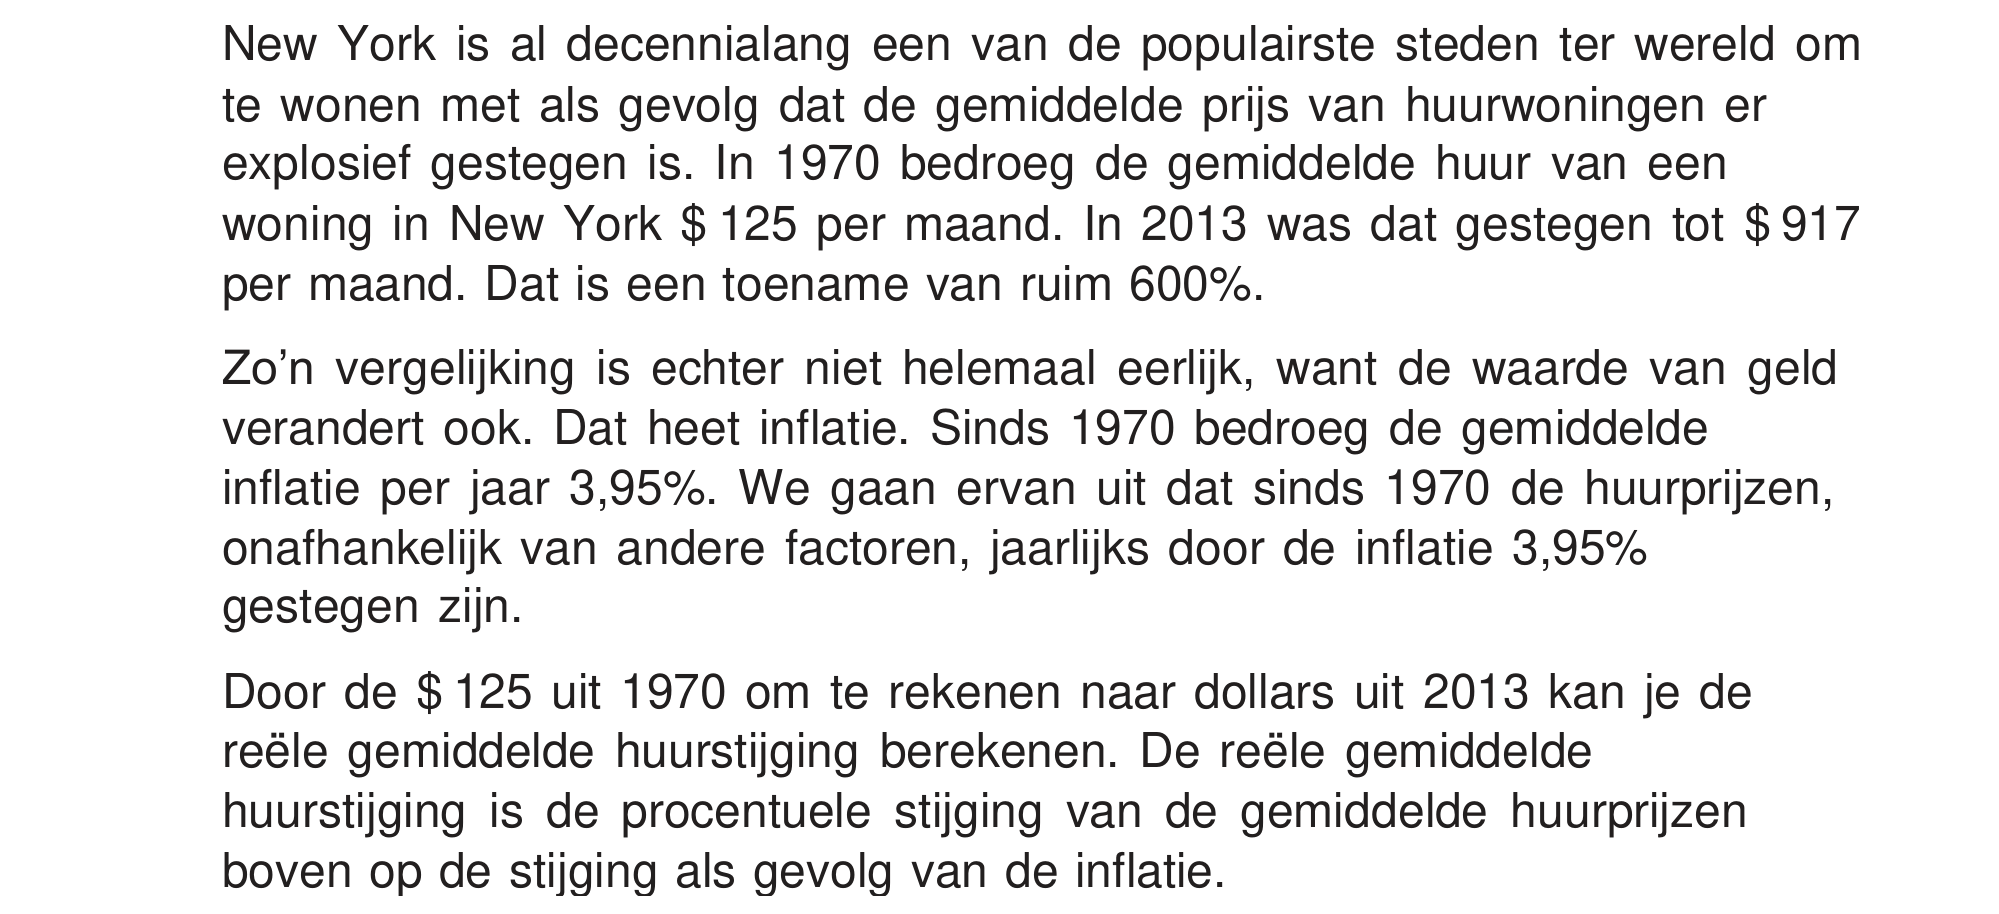 New York is al decennialang een van de populairste steden ter wereld om
te wonen met als gevolg dat de gemiddelde prijs van huurwoningen er
explosief gestegen is. In 1970 bedroeg de gemiddelde huur van een
woning in New York $ 125 per maand. In 2013 was dat gestegen tot $ 917
per maand. Dat is een toename van ruim 600%.
Zo’n vergelijking is echter niet helemaal eerlijk, want de waarde van geld
verandert ook. Dat heet inflatie. Sinds 1970 bedroeg de gemiddelde
inflatie per jaar 3,95%. We gaan ervan uit dat sinds 1970 de huurprijzen,
onafhankelijk van andere factoren, jaarlijks door de inflatie 3,95%
gestegen zijn.
Door de $ 125 uit 1970 om te rekenen naar dollars uit 2013 kan je de
reële gemiddelde huurstijging berekenen. De reële gemiddelde
huurstijging is de procentuele stijging van de gemiddelde huurprijzen
boven op de stijging als gevolg van de inflatie.